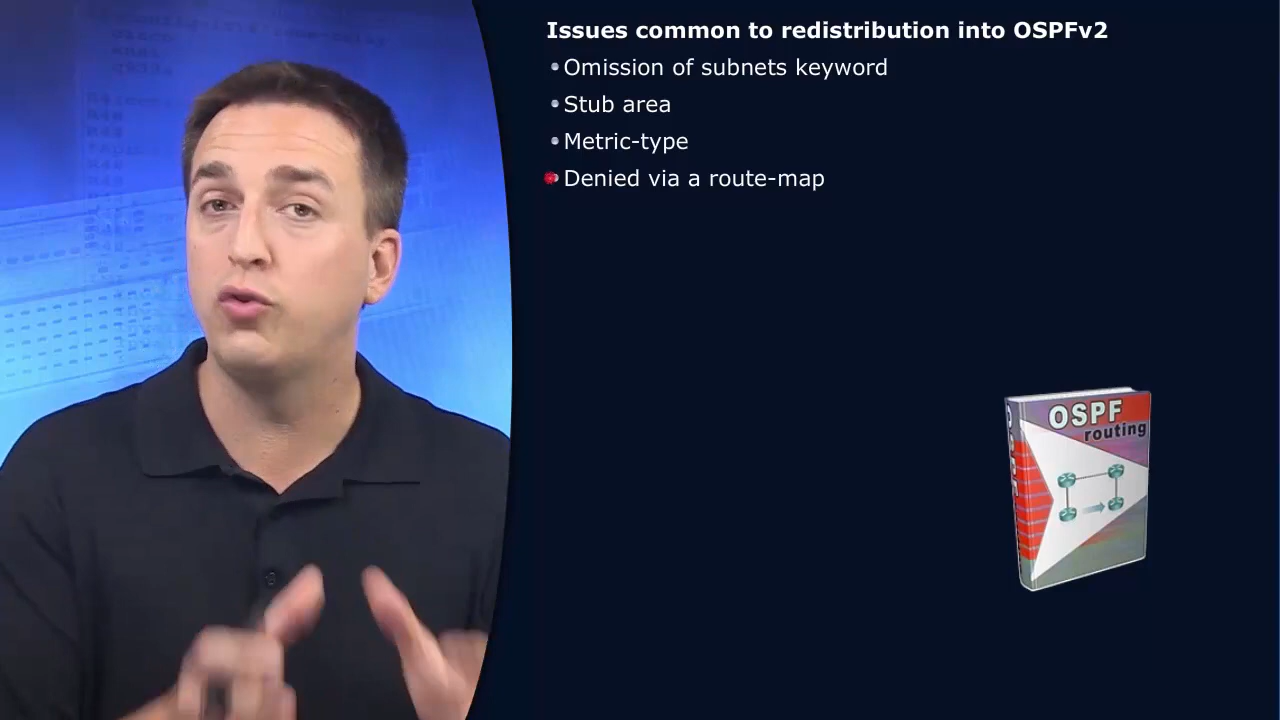 Issues common to redistribution into OSPFv2
Omission of subnets keyword
Stub area
Metric-type
Denied via a route-map
OSPF
routing